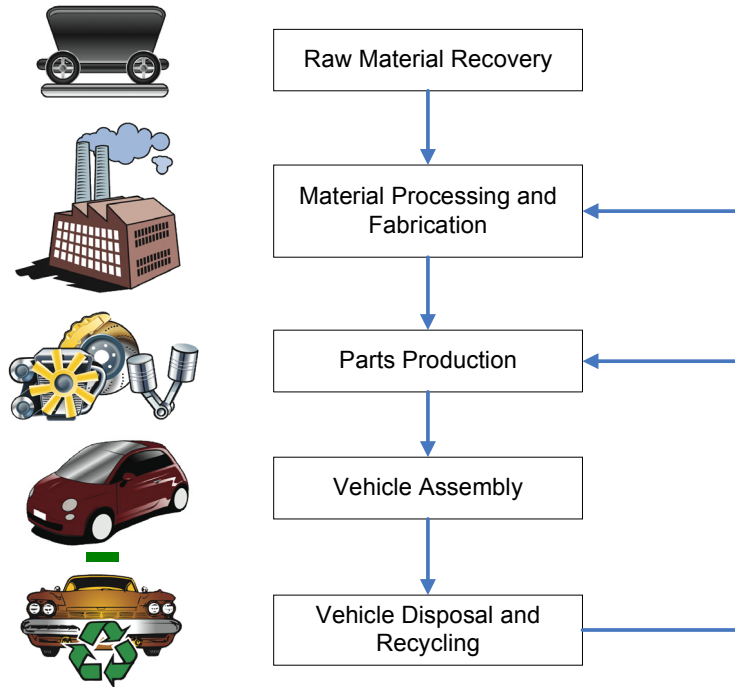 Raw Material Recovery
Material Processing and
Fabrication
Parts Production
Vehicle Assembly
Vehicle Disposal and
Recycling